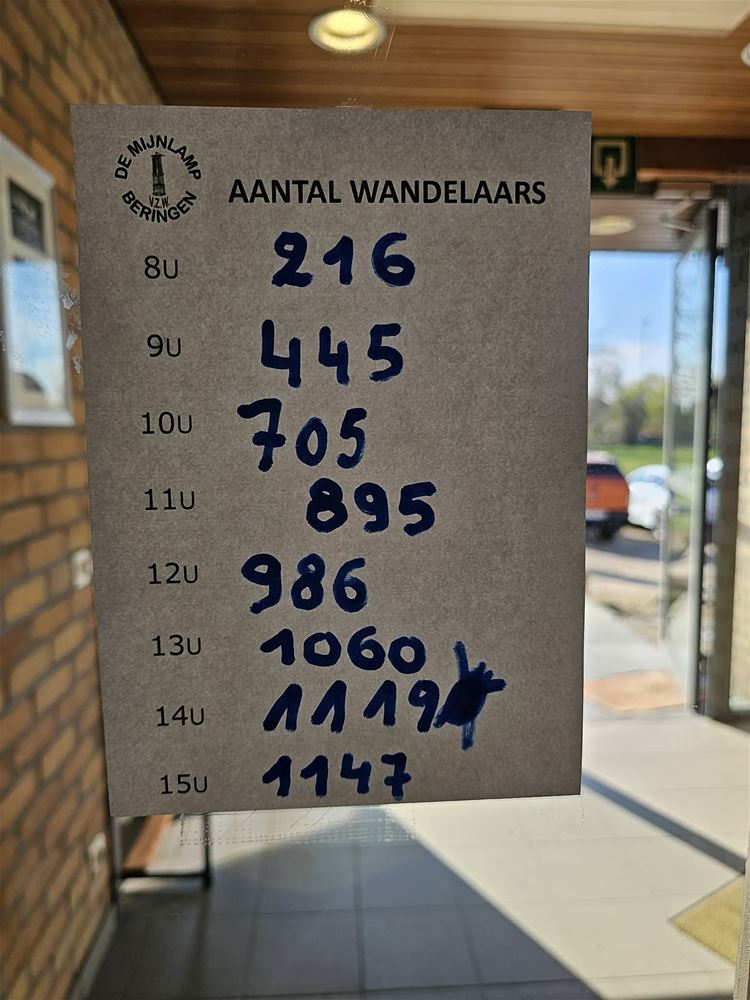 DE MIJNLAMP
V.Z.W.
BERINGEN
AANTAL WANDELAARS
8U 216
9U 445
10U 705
11U 895
12U 986
13U 1060
14U 1119
15U 1147